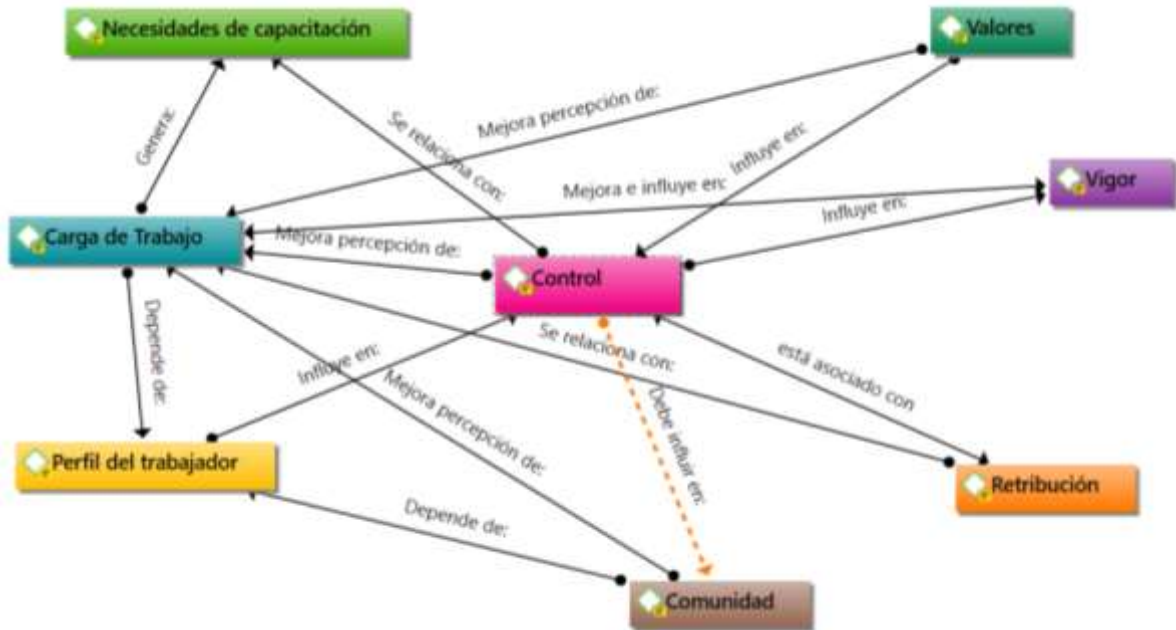 Necesidades de capacitación
Valores
Mejora percepción de:
Se relaciona con:
Genera:
Influye en:
Mejora e influye en:
Vigor
Influye en:
Carga de Trabajo
Mejora percepción de:
Control
Depende de:
Influye en:
Se relaciona con:
está asociado con
Mejora percepción de:
Debe influir en:
Perfil del trabajador
Retribución
Depende de:
Comunidad